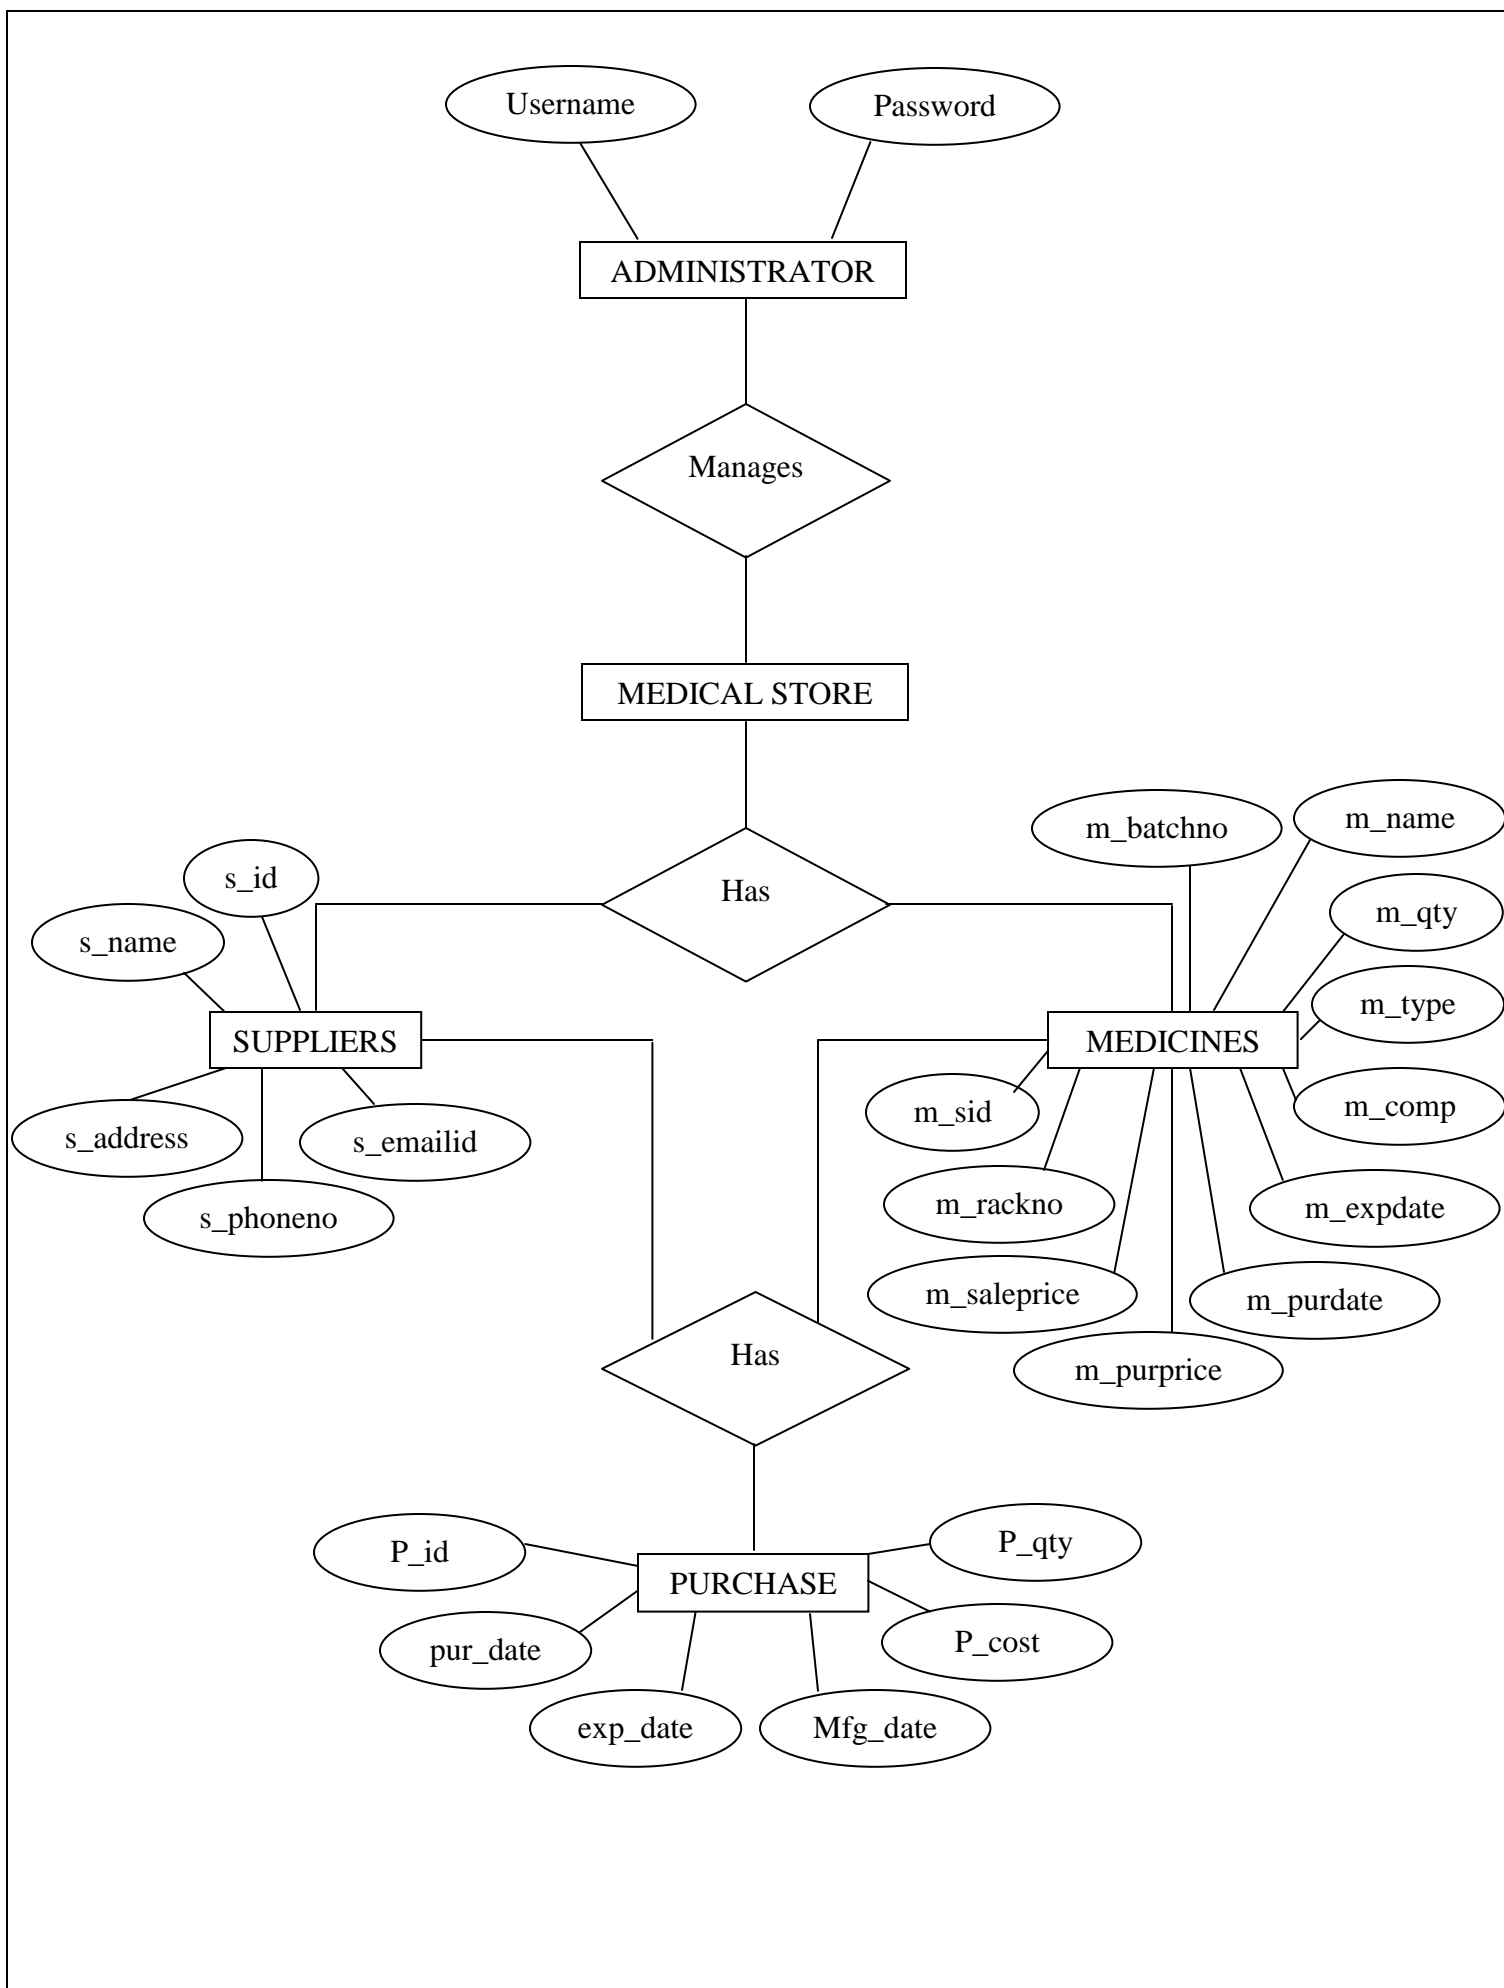 Username
Password
ADMINISTRATOR
Manages
MEDICAL STORE
m_batchno
m_name
s_id
Has
m_qty
s_name
m_type
SUPPLIERS
MEDICINES
m_sid
m_comp
s_address
s_emailid
m_rackno
m_expdate
s_phoneno
m_saleprice
m_purdate
Has
m_purprice
P_id
P_qty
PURCHASE
pur_date
P_cost
exp_date
Mfg_date